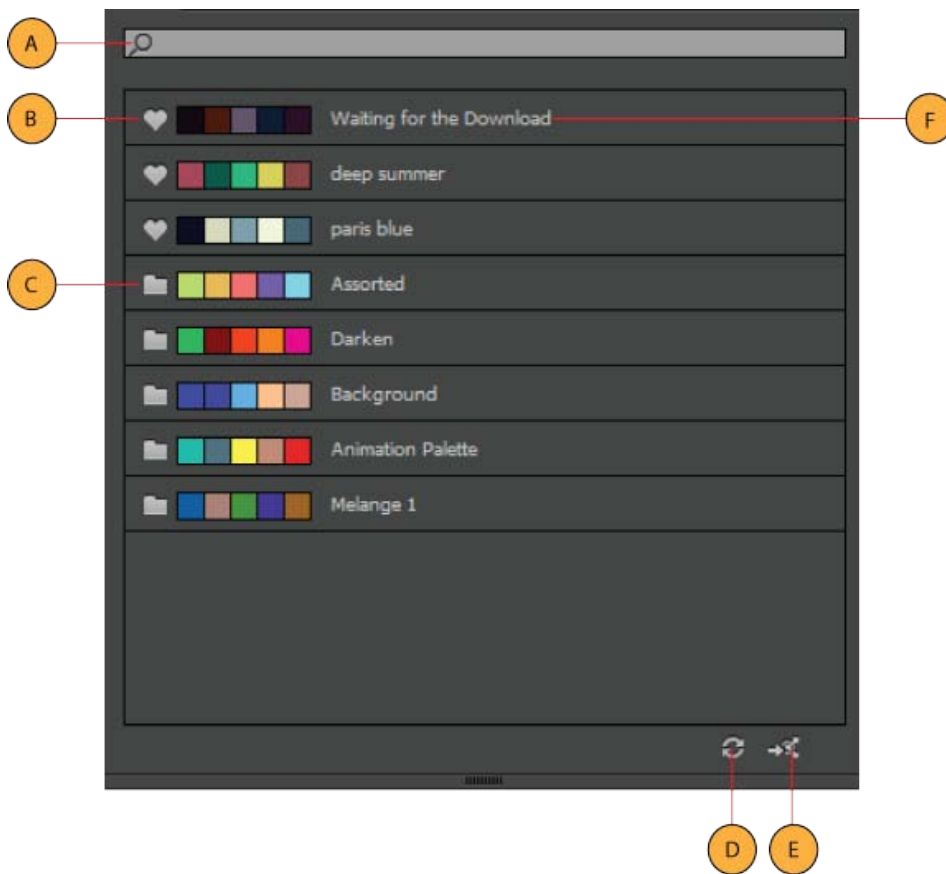 A
B
Waiting for the Download
F
deep summer
paris blue
C
Assorted
Darken
Background
Animation Palette
Melange 1
D
E